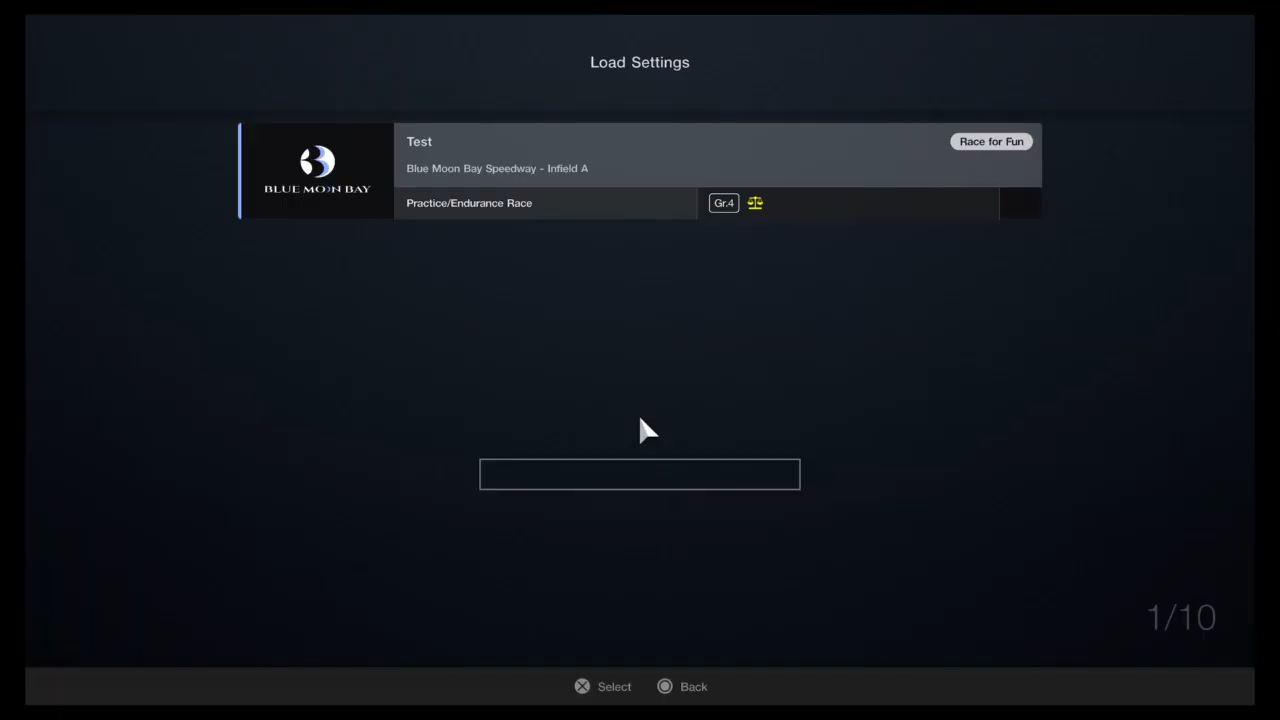 Load Settings
Test
Race for Fun
Blue Moon Bay Speedway - Infield A
BLUE MOON BAY
Practice/Endurance Race
Gr.4
1/10
Select
Back